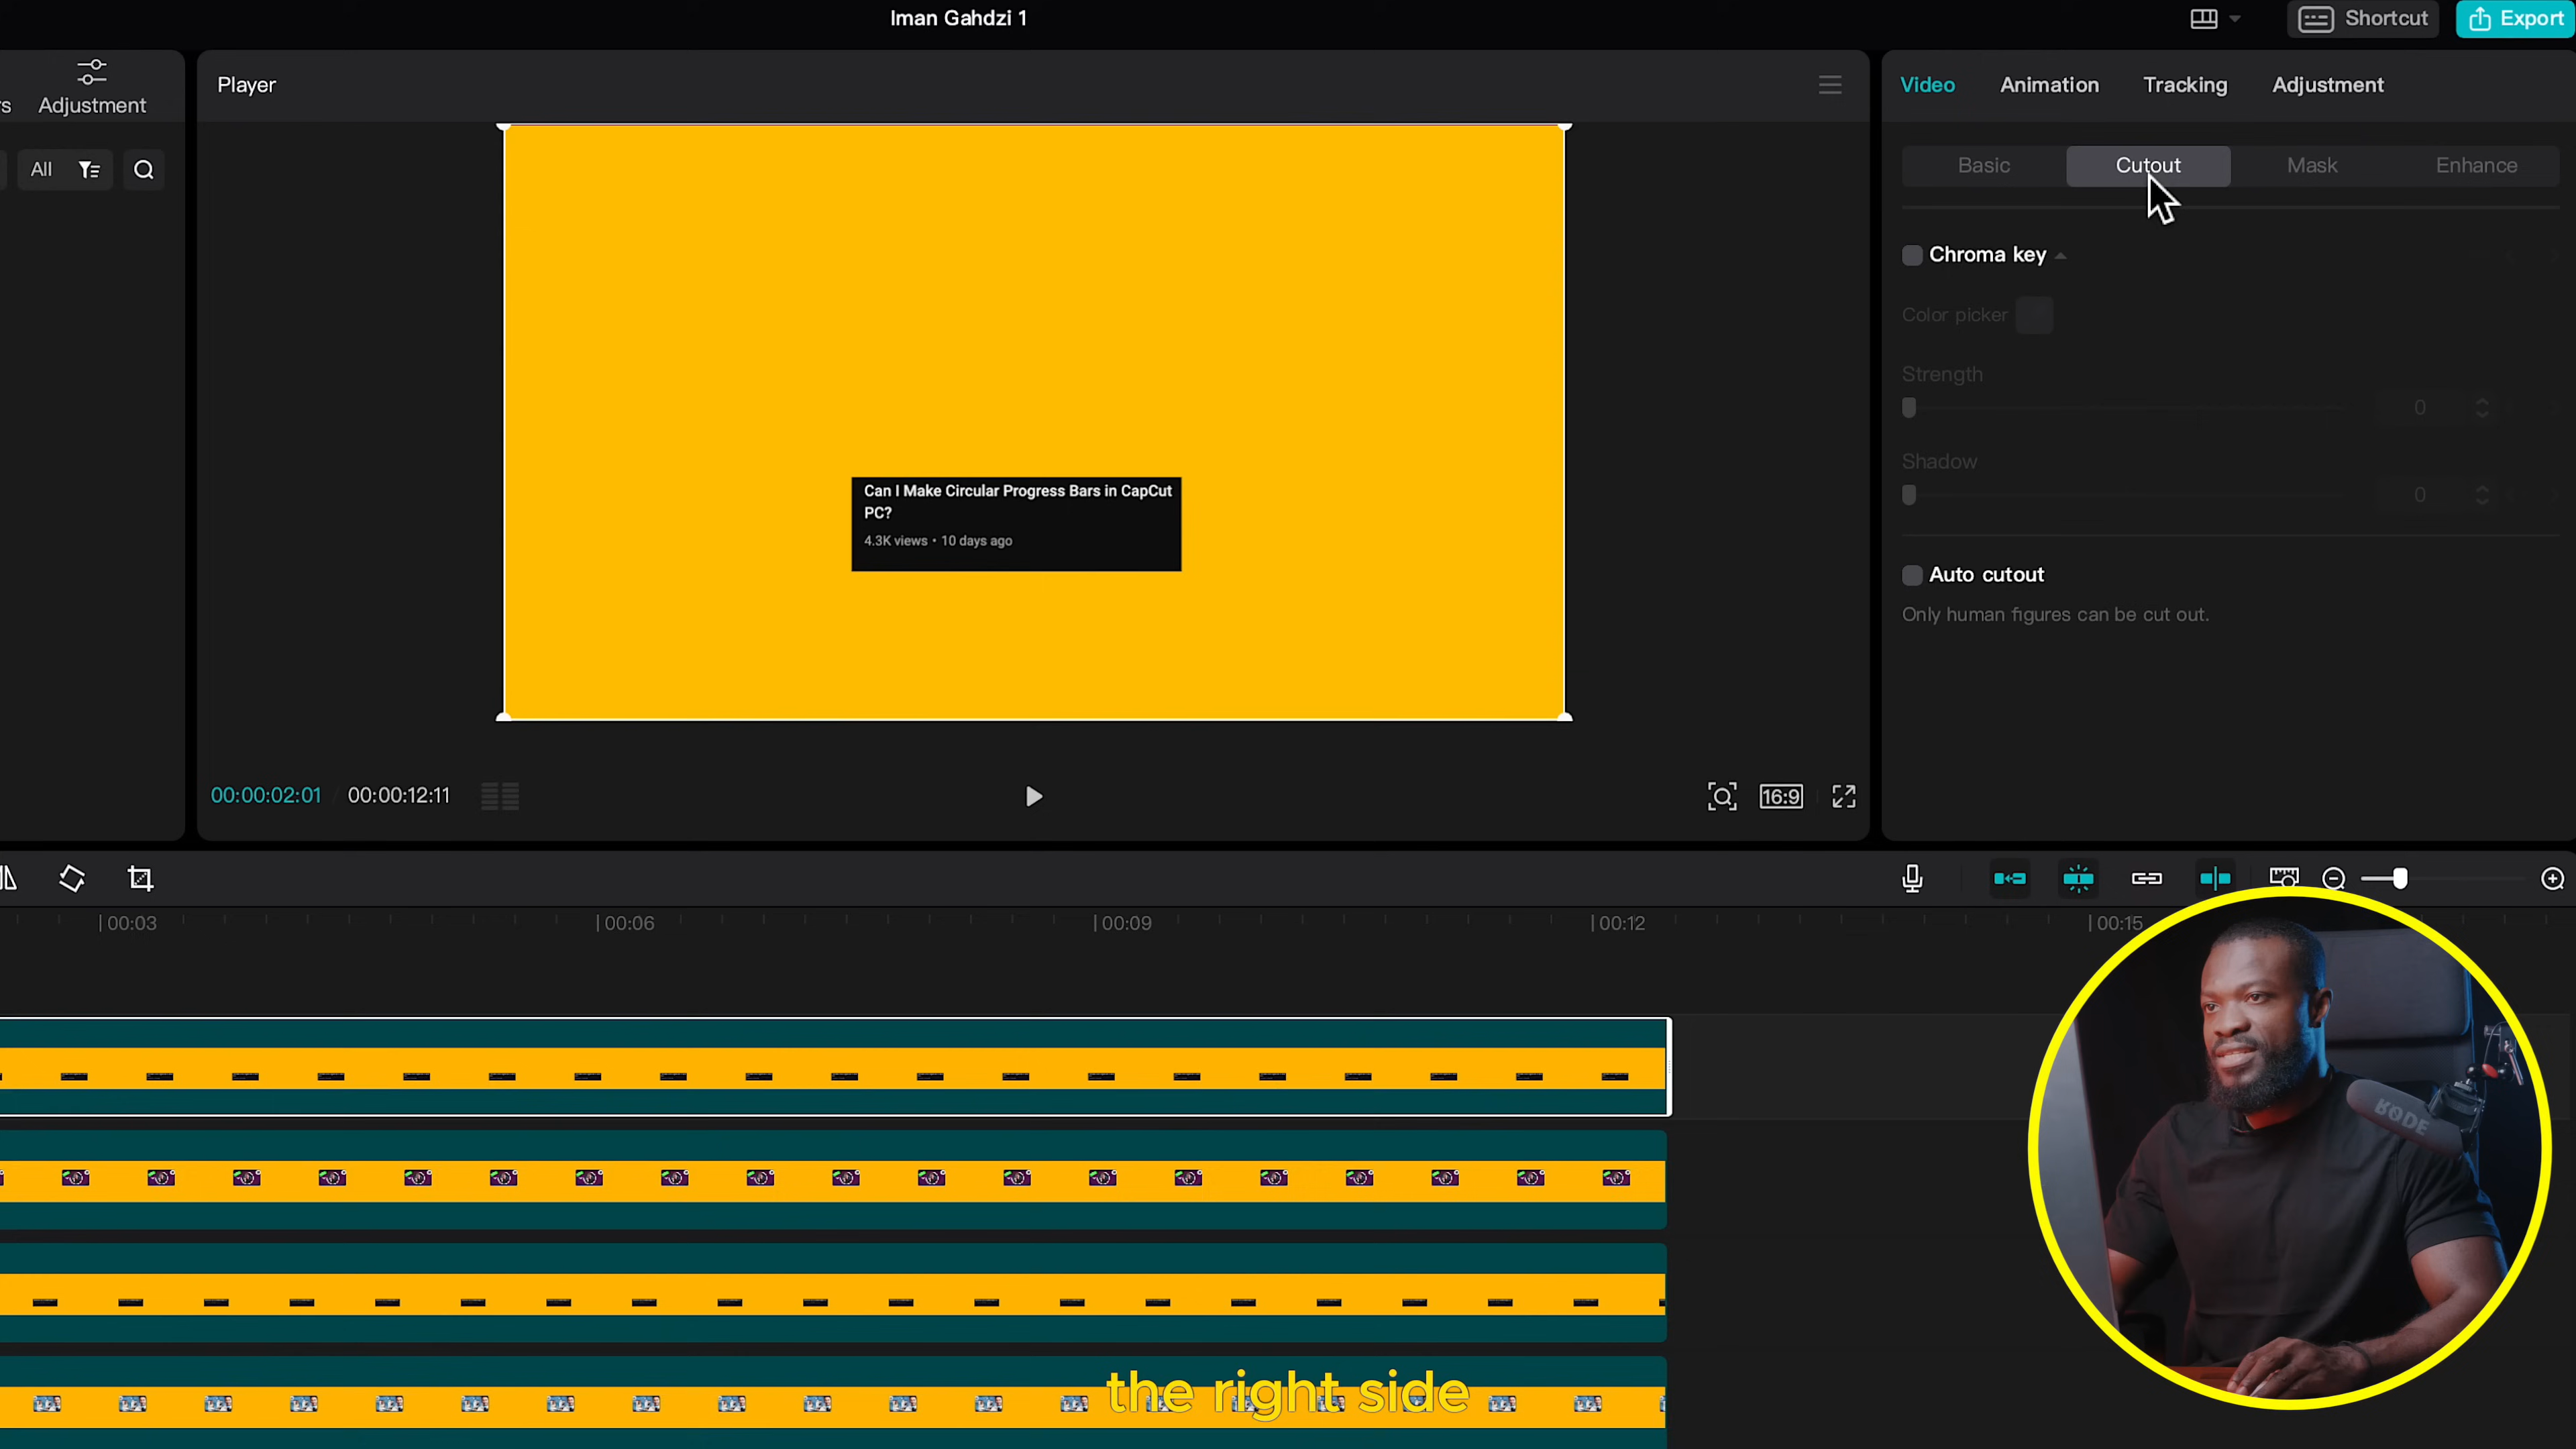 Iman Gahdzi 1
Shortcut
Export
rs
Adjustment
Player
Video
Animation
Tracking
Adjustment
All
Basic
Cutout
Mask
Enhance
Chroma key
Color picker
Strength
0
Shadow
0
Auto cutout
Only human figures can be cut out.
Can I Make Circular Progress Bars in CapCut
PC?
4.3K views • 10 days ago
00:00:02:01 / 00:00:12:11
16:9
00:03
00:06
00:09
00:12
00:15
RØDE
the right side